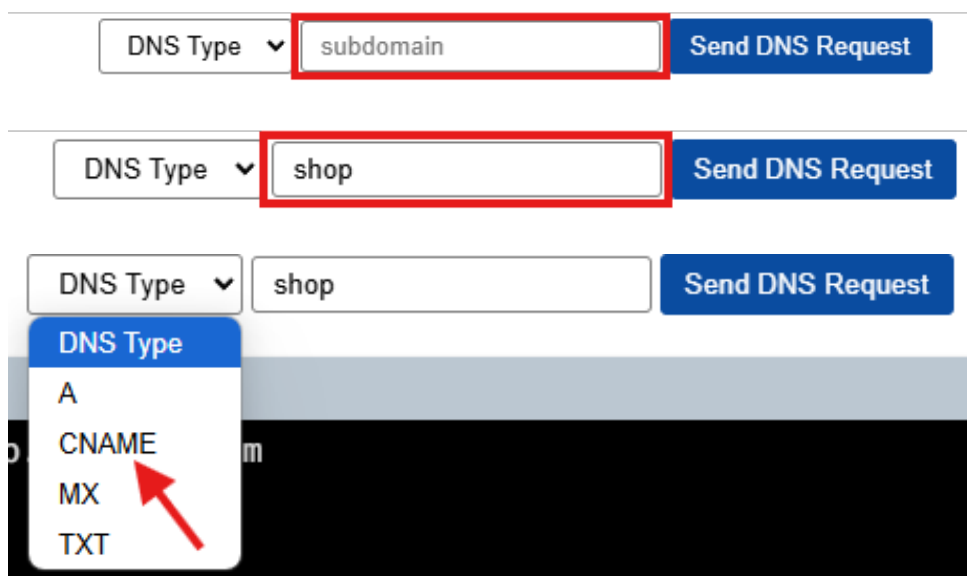 DNS Type subdomain Send DNS Request
DNS Type shop Send DNS Request
DNS Type shop Send DNS Request
DNS Type
A
CNAME
m
MX
TXT